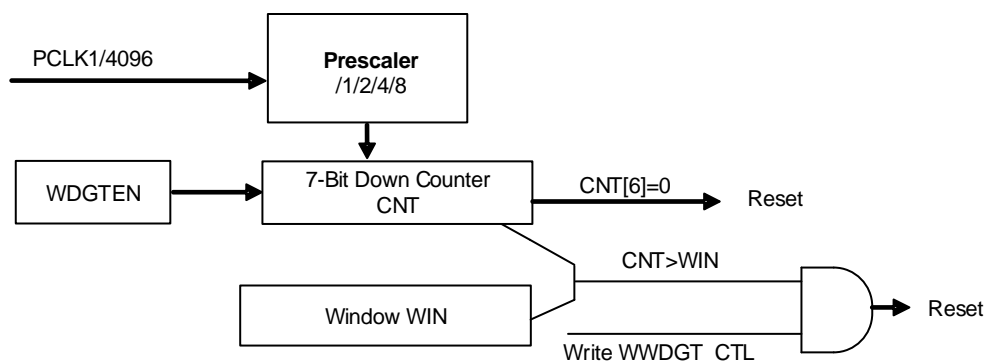 PCLK1/4096
Prescaler
/1/2/4/8
WDGTEN
7-Bit Down Counter
CNT
CNT[6]=0
Reset
CNT>WIN
Window WIN
Reset
Write WWDGT_CTL